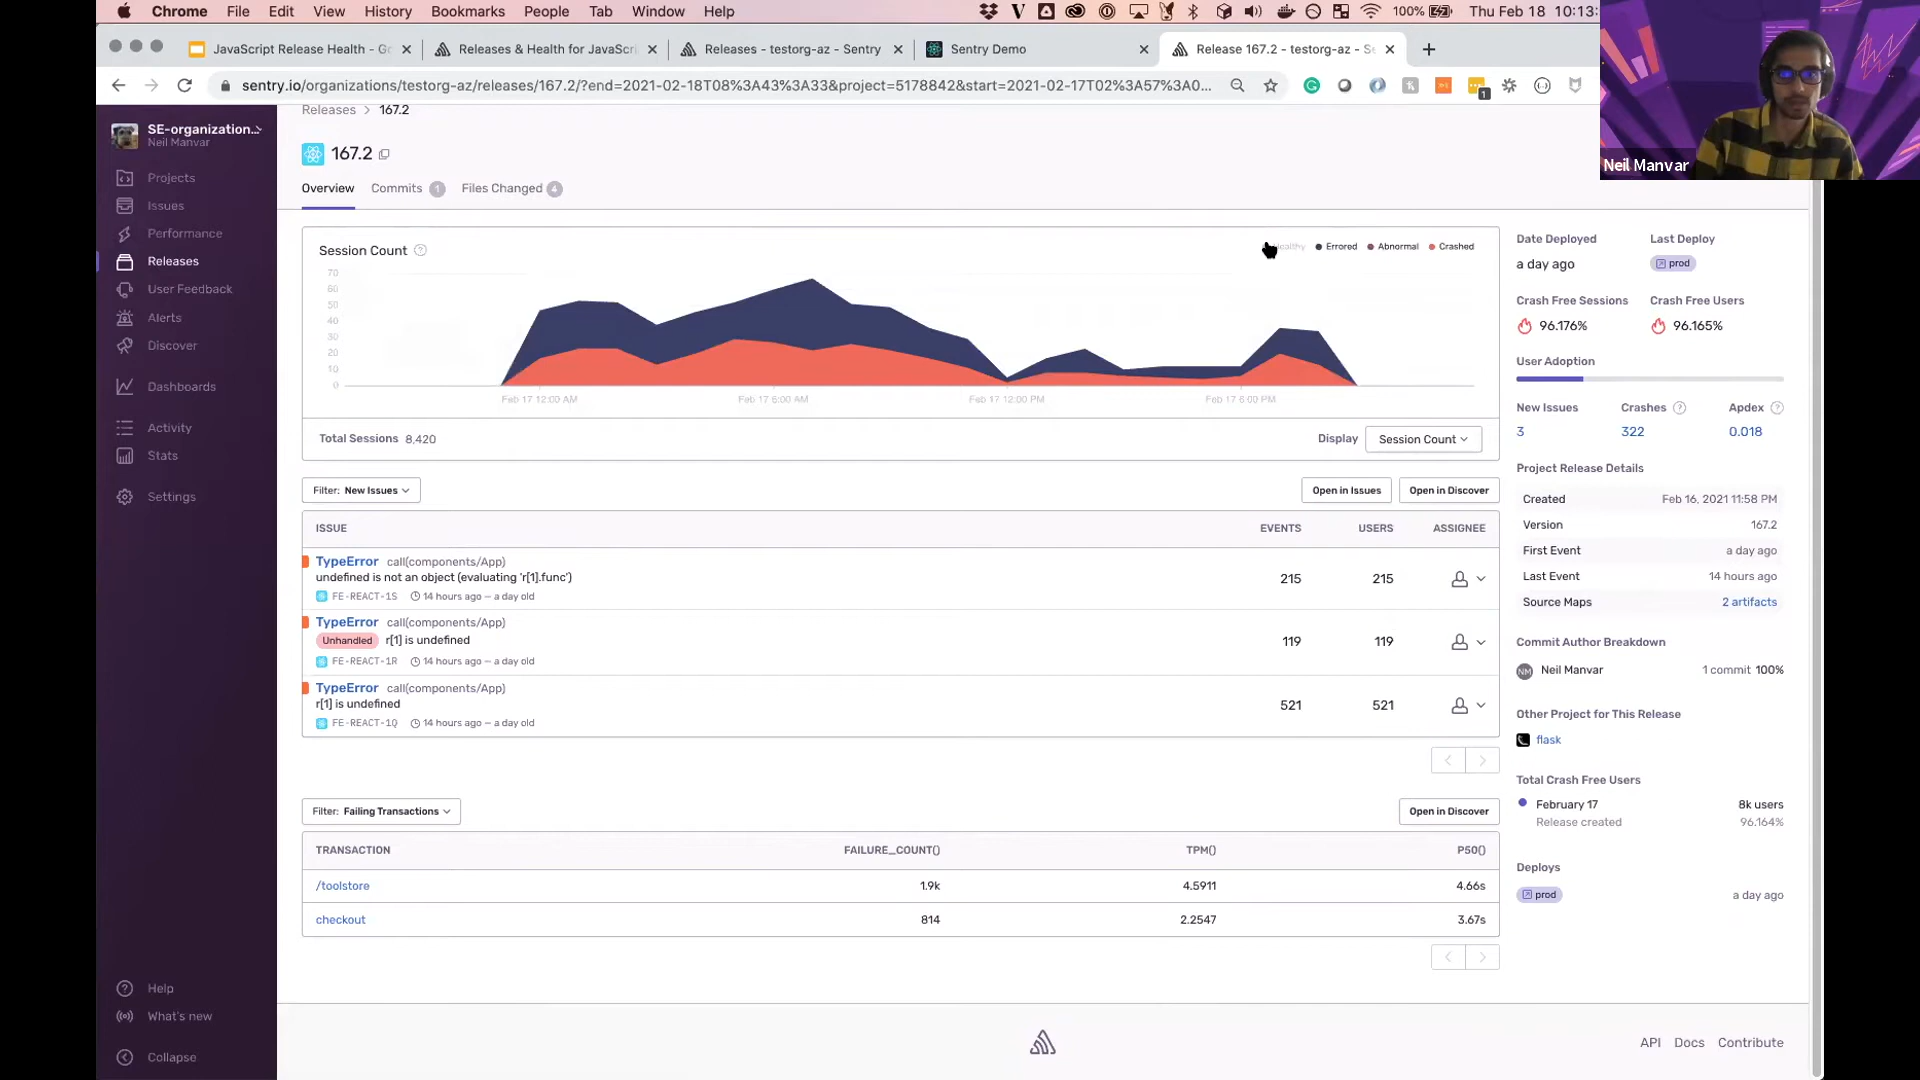 Chrome File Edit View History Bookmarks People Tab Window Help 100% Thu Feb 18 10:13:
JavaScript Release Health - Go Releases & Health for JavaScri Releases - testorg-az - Sentry Sentry Demo Release 167.2 - testorg-az - Se
sentry.io/organizations/testorg-az/releases/167.2/?end=2021-02-18T08%3A43%3A33&project=5178842&start=2021-02-17T02%3A57%3A0...
1
Neil Manvar
SE-organization...
Neil Manvar
Projects
Issues
Performance
Releases
User Feedback
Alerts
Discover
Dashboards
Activity
Stats
Settings
Help
What's new
Collapse
Releases > 167.2
167.2
Overview Commits 1 Files Changed 4
Session Count ?
Errored Abnormal Crashed
70
60
50
40
30
20
10
0
Feb 17 12:00 AM Feb 17 6:00 AM Feb 17 12:00 PM Feb 17 6:00 PM
Total Sessions 8,420 Display Session Count
Filter: New Issues Open in Issues Open in Discover
ISSUE EVENTS USERS ASSIGNEE
TypeError call(components/App)
undefined is not an object (evaluating 'r[1].func')
FE-REACT-1S 14 hours ago — a day old
215 215
TypeError call(components/App)
Unhandled r[1] is undefined
FE-REACT-1R 14 hours ago — a day old
119 119
TypeError call(components/App)
r[1] is undefined
FE-REACT-1Q 14 hours ago — a day old
521 521
Filter: Failing Transactions Open in Discover
TRANSACTION FAILURE_COUNT() TPM() P50()
/toolstore 1.9k 4.5911 4.66s
checkout 814 2.2547 3.67s
Date Deployed Last Deploy
a day ago prod
Crash Free Sessions Crash Free Users
96.176% 96.165%
User Adoption
New Issues Crashes ? Apdex ?
3 322 0.018
Project Release Details
Created Feb 16, 2021 11:58 PM
Version 167.2
First Event a day ago
Last Event 14 hours ago
Source Maps 2 artifacts
Commit Author Breakdown
NM Neil Manvar 1 commit 100%
Other Project for This Release
flask
Total Crash Free Users
February 17 8k users
Release created 96.164%
Deploys
prod a day ago
API Docs Contribute